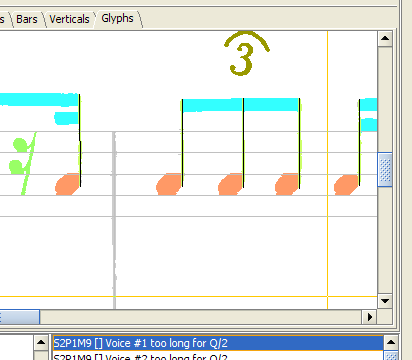 s Bars Verticals Glyphs
3
S2P1M9 [] Voice #1 too long for Q/2
S2P1M9 [] Voice #2 too long for Q/2